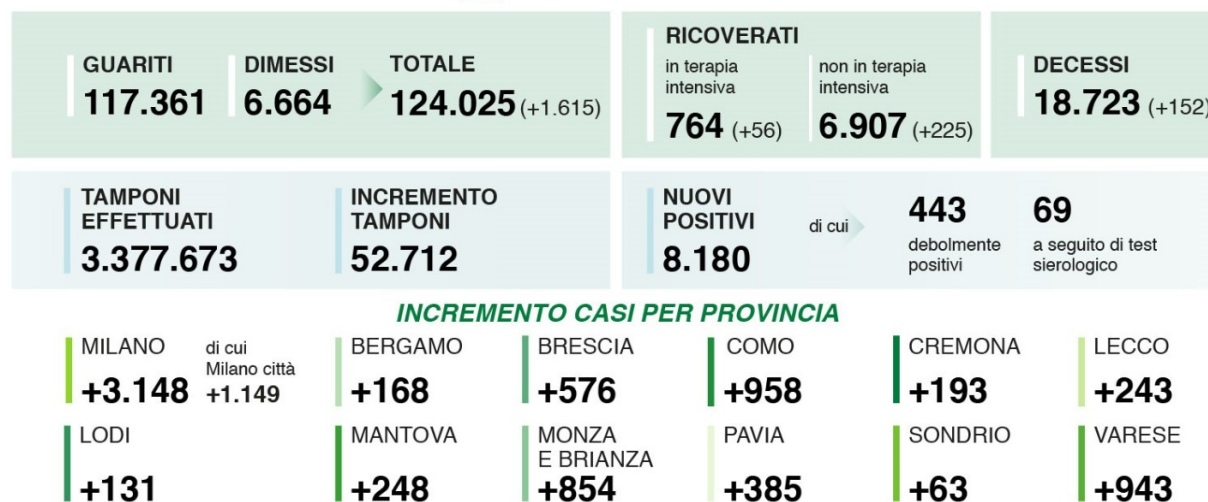 GUARITI
117.361
DIMESSI
6.664
TOTALE
124.025 (+1.615)
RICOVERATI
in terapia
intensiva
764 (+56)
non in terapia
intensiva
6.907 (+225)
DECESSI
18.723 (+152)
TAMPONI
EFFETTUATI
3.377.673
INCREMENTO
TAMPONI
52.712
NUOVI
POSITIVI
8.180
di cui
443
debolmente
positivi
69
a seguito di test
sierologico
INCREMENTO CASI PER PROVINCIA
MILANO
+3.148
di cui
Milano città
+1.149
BERGAMO
+168
BRESCIA
+576
COMO
+958
CREMONA
+193
LECCO
+243
LODI
+131
MANTOVA
+248
MONZA
E BRIANZA
+854
PAVIA
+385
SONDRIO
+63
VARESE
+943